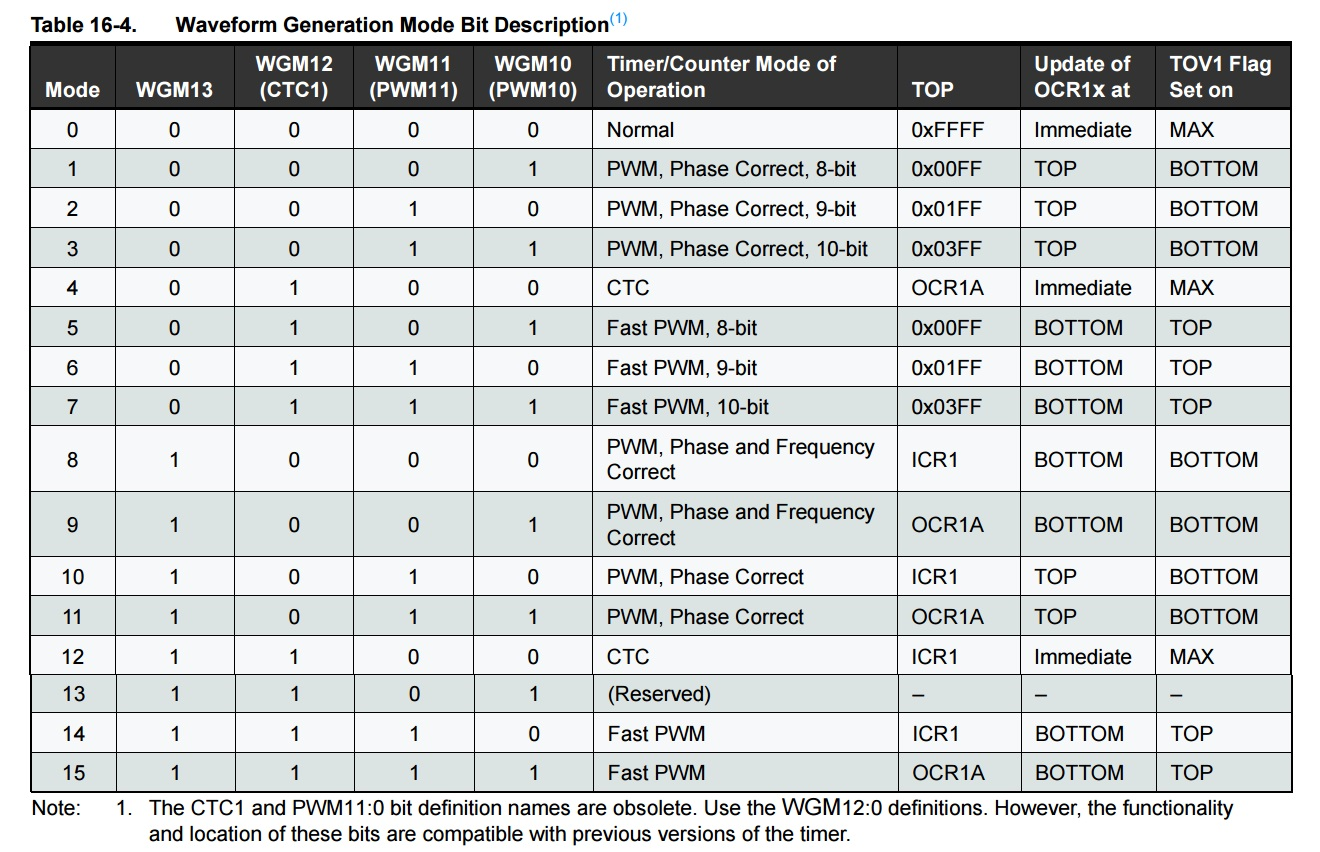 Table 16-4. Waveform Generation Mode Bit Description(1)
Mode WGM13 WGM12 (CTC1) WGM11 (PWM11) WGM10 (PWM10) Timer/Counter Mode of Operation TOP Update of OCR1x at TOV1 Flag Set on
0 0 0 0 0 Normal 0xFFFF Immediate MAX
1 0 0 0 1 PWM, Phase Correct, 8-bit 0x00FF TOP BOTTOM
2 0 0 1 0 PWM, Phase Correct, 9-bit 0x01FF TOP BOTTOM
3 0 0 1 1 PWM, Phase Correct, 10-bit 0x03FF TOP BOTTOM
4 0 1 0 0 CTC OCR1A Immediate MAX
5 0 1 0 1 Fast PWM, 8-bit 0x00FF BOTTOM TOP
6 0 1 1 0 Fast PWM, 9-bit 0x01FF BOTTOM TOP
7 0 1 1 1 Fast PWM, 10-bit 0x03FF BOTTOM TOP
8 1 0 0 0 PWM, Phase and Frequency Correct ICR1 BOTTOM BOTTOM
9 1 0 0 1 PWM, Phase and Frequency Correct OCR1A BOTTOM BOTTOM
10 1 0 1 0 PWM, Phase Correct ICR1 TOP BOTTOM
11 1 0 1 1 PWM, Phase Correct OCR1A TOP BOTTOM
12 1 1 0 0 CTC ICR1 Immediate MAX
13 1 1 0 1 (Reserved) – – –
14 1 1 1 0 Fast PWM ICR1 BOTTOM TOP
15 1 1 1 1 Fast PWM OCR1A BOTTOM TOP
Note: 1. The CTC1 and PWM11:0 bit definition names are obsolete. Use the WGM12:0 definitions. However, the functionality
and location of these bits are compatible with previous versions of the timer.